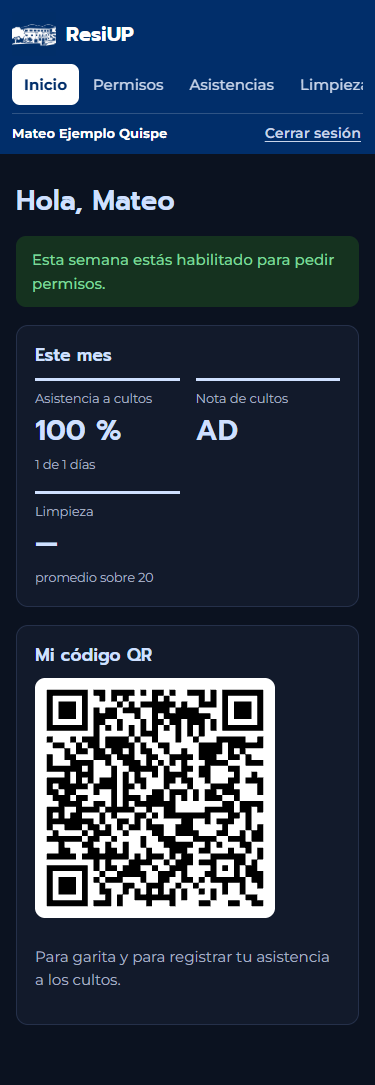 ResiUP
Inicio Permisos Asistencias Limpieza
Mateo Ejemplo Quispe Cerrar sesión
Hola, Mateo
Esta semana estás habilitado para pedir
permisos.
Este mes
Asistencia a cultos Nota de cultos
100 % AD
1 de 1 días
Limpieza
—
promedio sobre 20
Mi código QR
Para garita y para registrar tu asistencia
a los cultos.